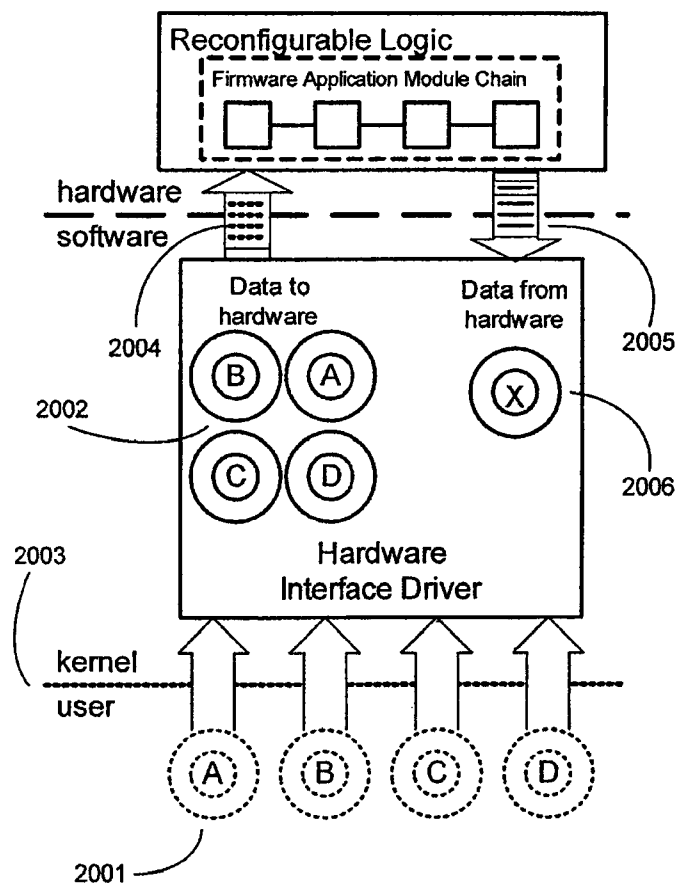 Reconfigurable Logic
Firmware Application Module Chain
hardware
software
2004
2005
Data to
hardware
Data from
hardware
B
A
X
2002
2006
C
D
Hardware
Interface Driver
2003
kernel
user
A
B
C
D
2001